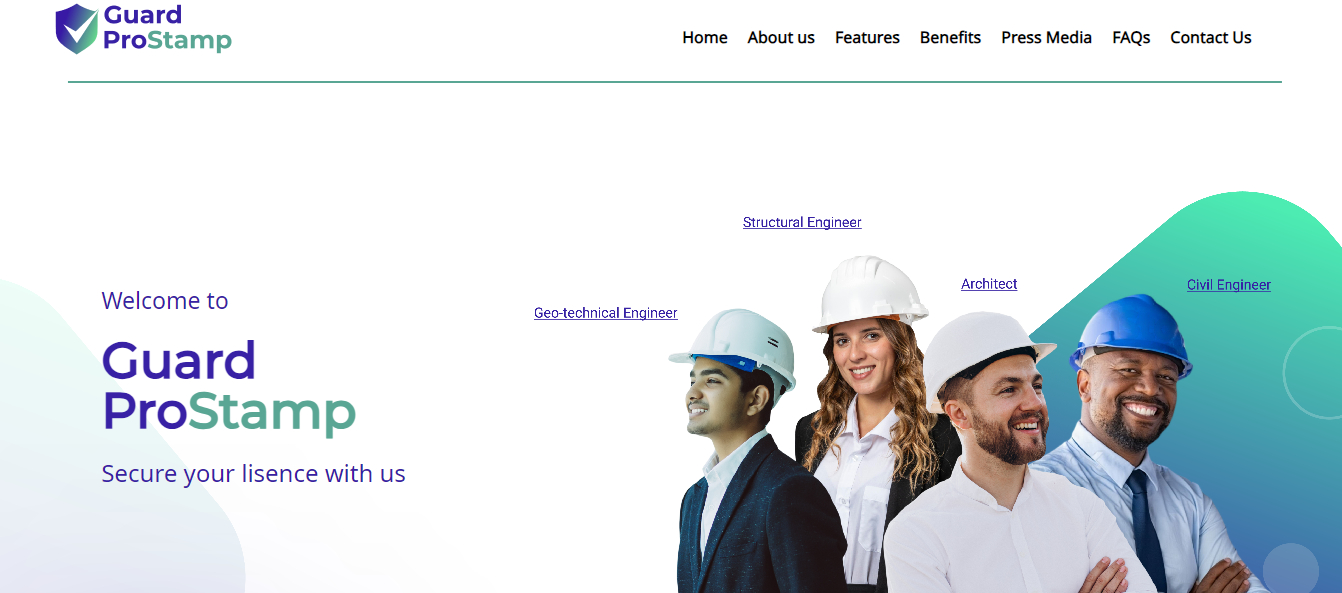 Guard
ProStamp
Home About us Features Benefits Press Media FAQs Contact Us
Structural Engineer
Architect
Civil Engineer
Geo-technical Engineer
Welcome to
Guard
ProStamp
Secure your lisence with us